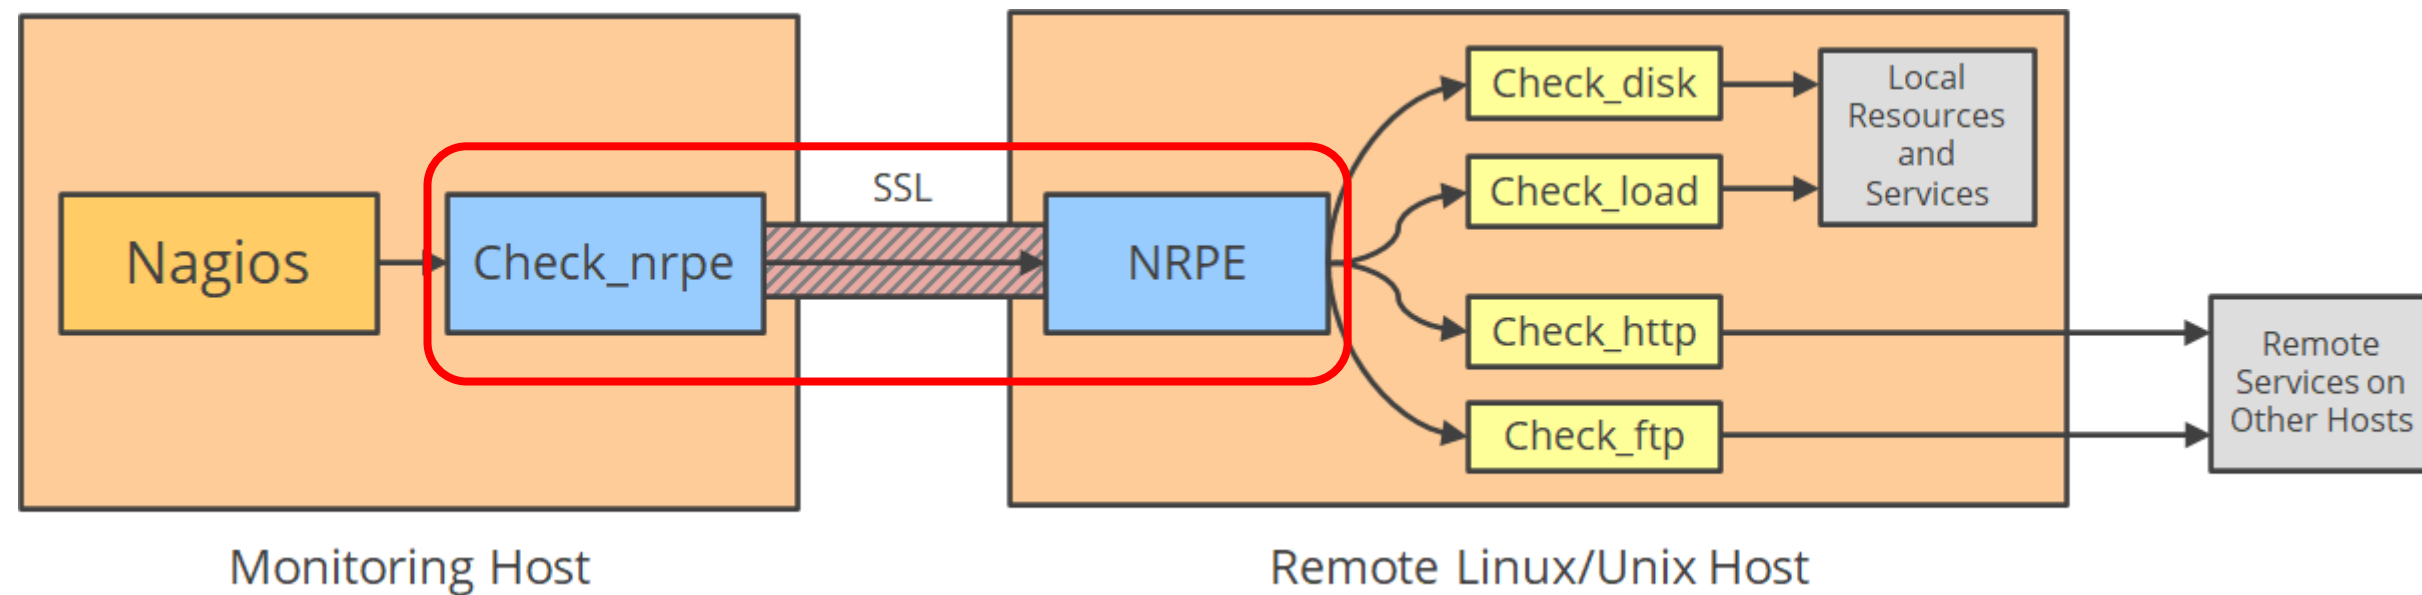 Nagios
Check_nrpe
SSL
NRPE
Check_disk
Check_load
Check_http
Check_ftp
Local
Resources
and
Services
Remote
Services on
Other Hosts
Monitoring Host
Remote Linux/Unix Host